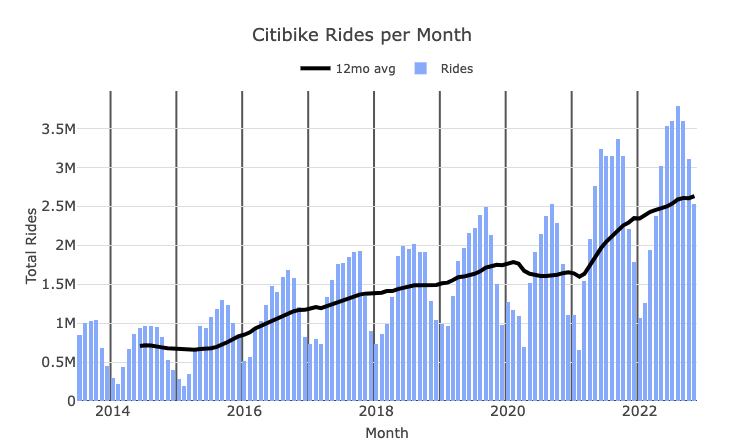 Citibike Rides per Month
12mo avg
Rides
3.5M
3M
2.5M
2M
1.5M
1M
0.5M
0
Total Rides
2014
2016
2018
2020
2022
Month